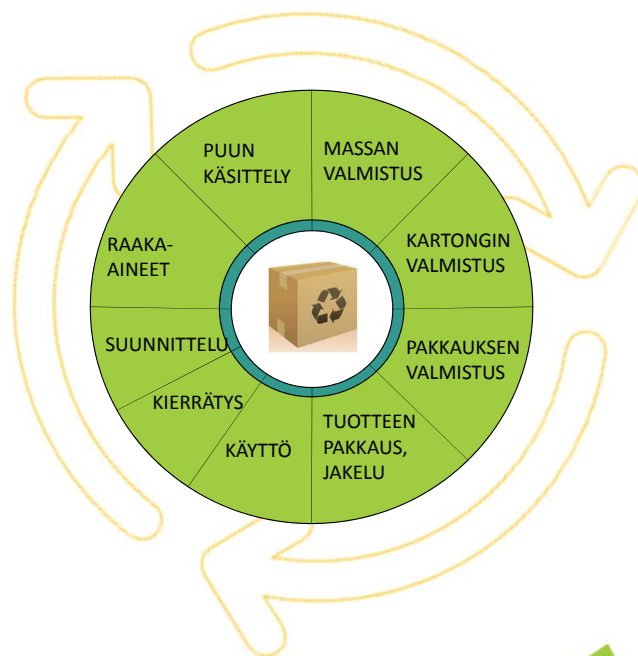 PUUN
KÄSITTELY
MASSAN
VALMISTUS
KARTONGIN
VALMISTUS
PAKKAUKSEN
VALMISTUS
TUOTTEEN
PAKKAUS,
JAKELU
KÄYTTÖ
KIERRÄTYS
SUUNNITTELU
RAAKA-
AINEET